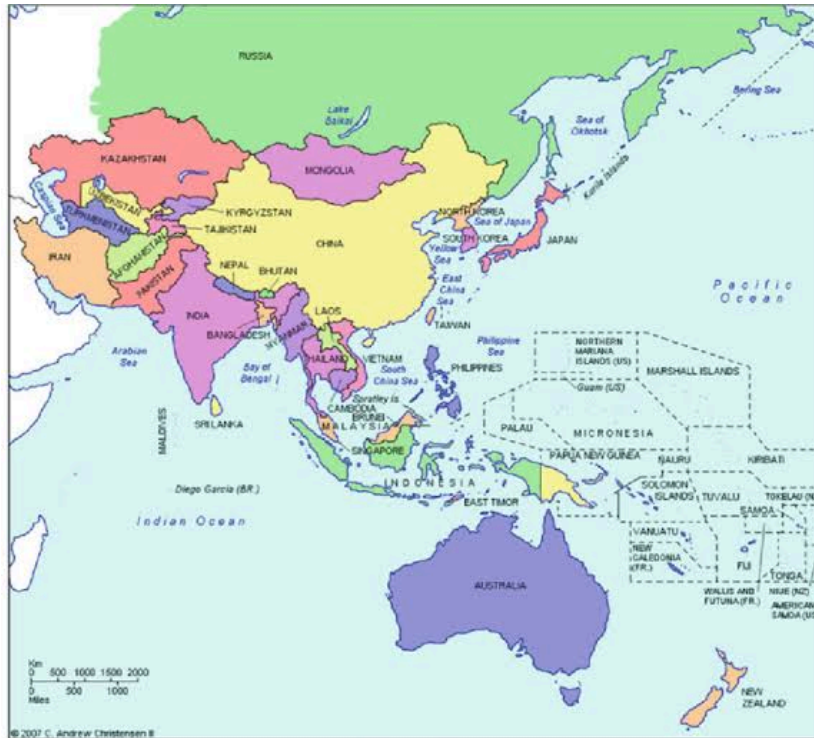 RUSSIA
Bering Sea
Lake
Baikal
Sea of
Okhotsk
KAZAKHSTAN
MONGOLIA
Kurile Islands
Caspian Sea
UZBEKISTAN
TURKMENISTAN
KYRGYZSTAN
TAJIKISTAN
NORTH KOREA
Sea of Japan
SOUTH KOREA
JAPAN
Yellow
Sea
CHINA
IRAN
AFGHANISTAN
PAKISTAN
NEPAL
BHUTAN
East
China
Sea
Pacific
Ocean
INDIA
LAOS
TAIWAN
BANGLADESH
MYANMAR
Arabian
Sea
Bay of
Bengal
THAILAND
VIETNAM
South
China Sea
Philippine
Sea
PHILIPPINES
NORTHERN
MARIANA
ISLANDS (US)
MARSHALL ISLANDS
Guam (US)
CAMBODIA
Spratley Is
BRUNEI
MALAYSIA
MALDIVES
SRI LANKA
PALAU
MICRONESIA
SINGAPORE
PAPUA NEW GUINEA
NAURU
KIRIBATI
INDONESIA
Diego Garcia (BR.)
EAST TIMOR
SOLOMON
ISLANDS
TUVALU
TOKELAU (N
SAMOA
Indian Ocean
VANUATU
NEW
CALEDONIA
(FR.)
FIJI
TONGA
WALLIS AND
FUTUNA (FR.)
NIUE (NZ)
AMERICAN
SAMOA (US
AUSTRALIA
NEW
ZEALAND
Km
0 500 1000 1500 2000
0 500 1000
Miles
© 2007 C. Andrew Christensen II